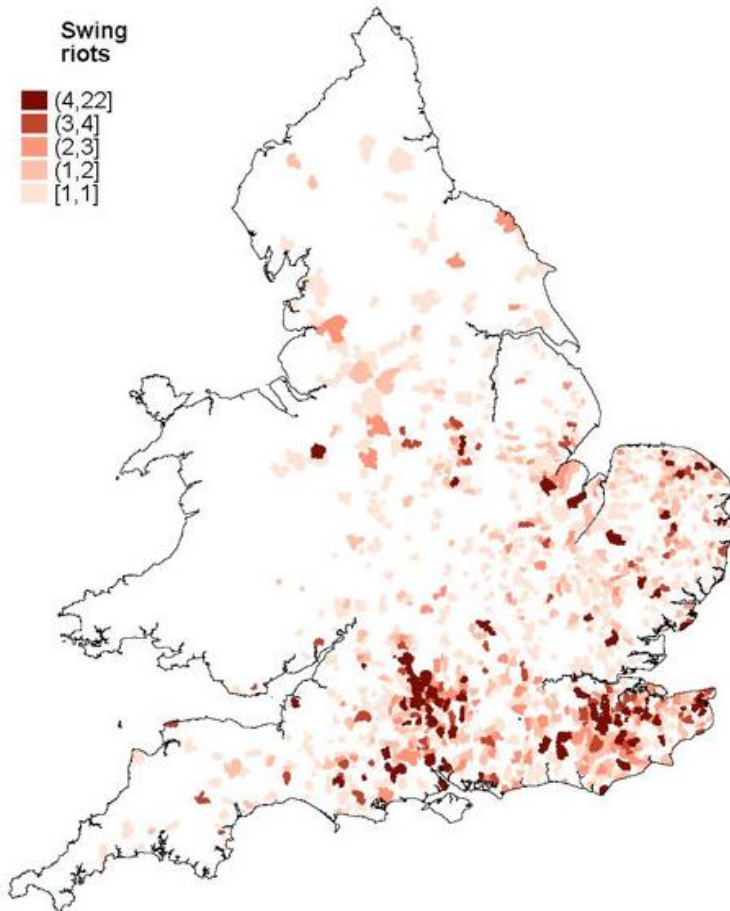 Swing
riots
(4,22]
(3,4]
(2,3]
(1,2]
[1,1]